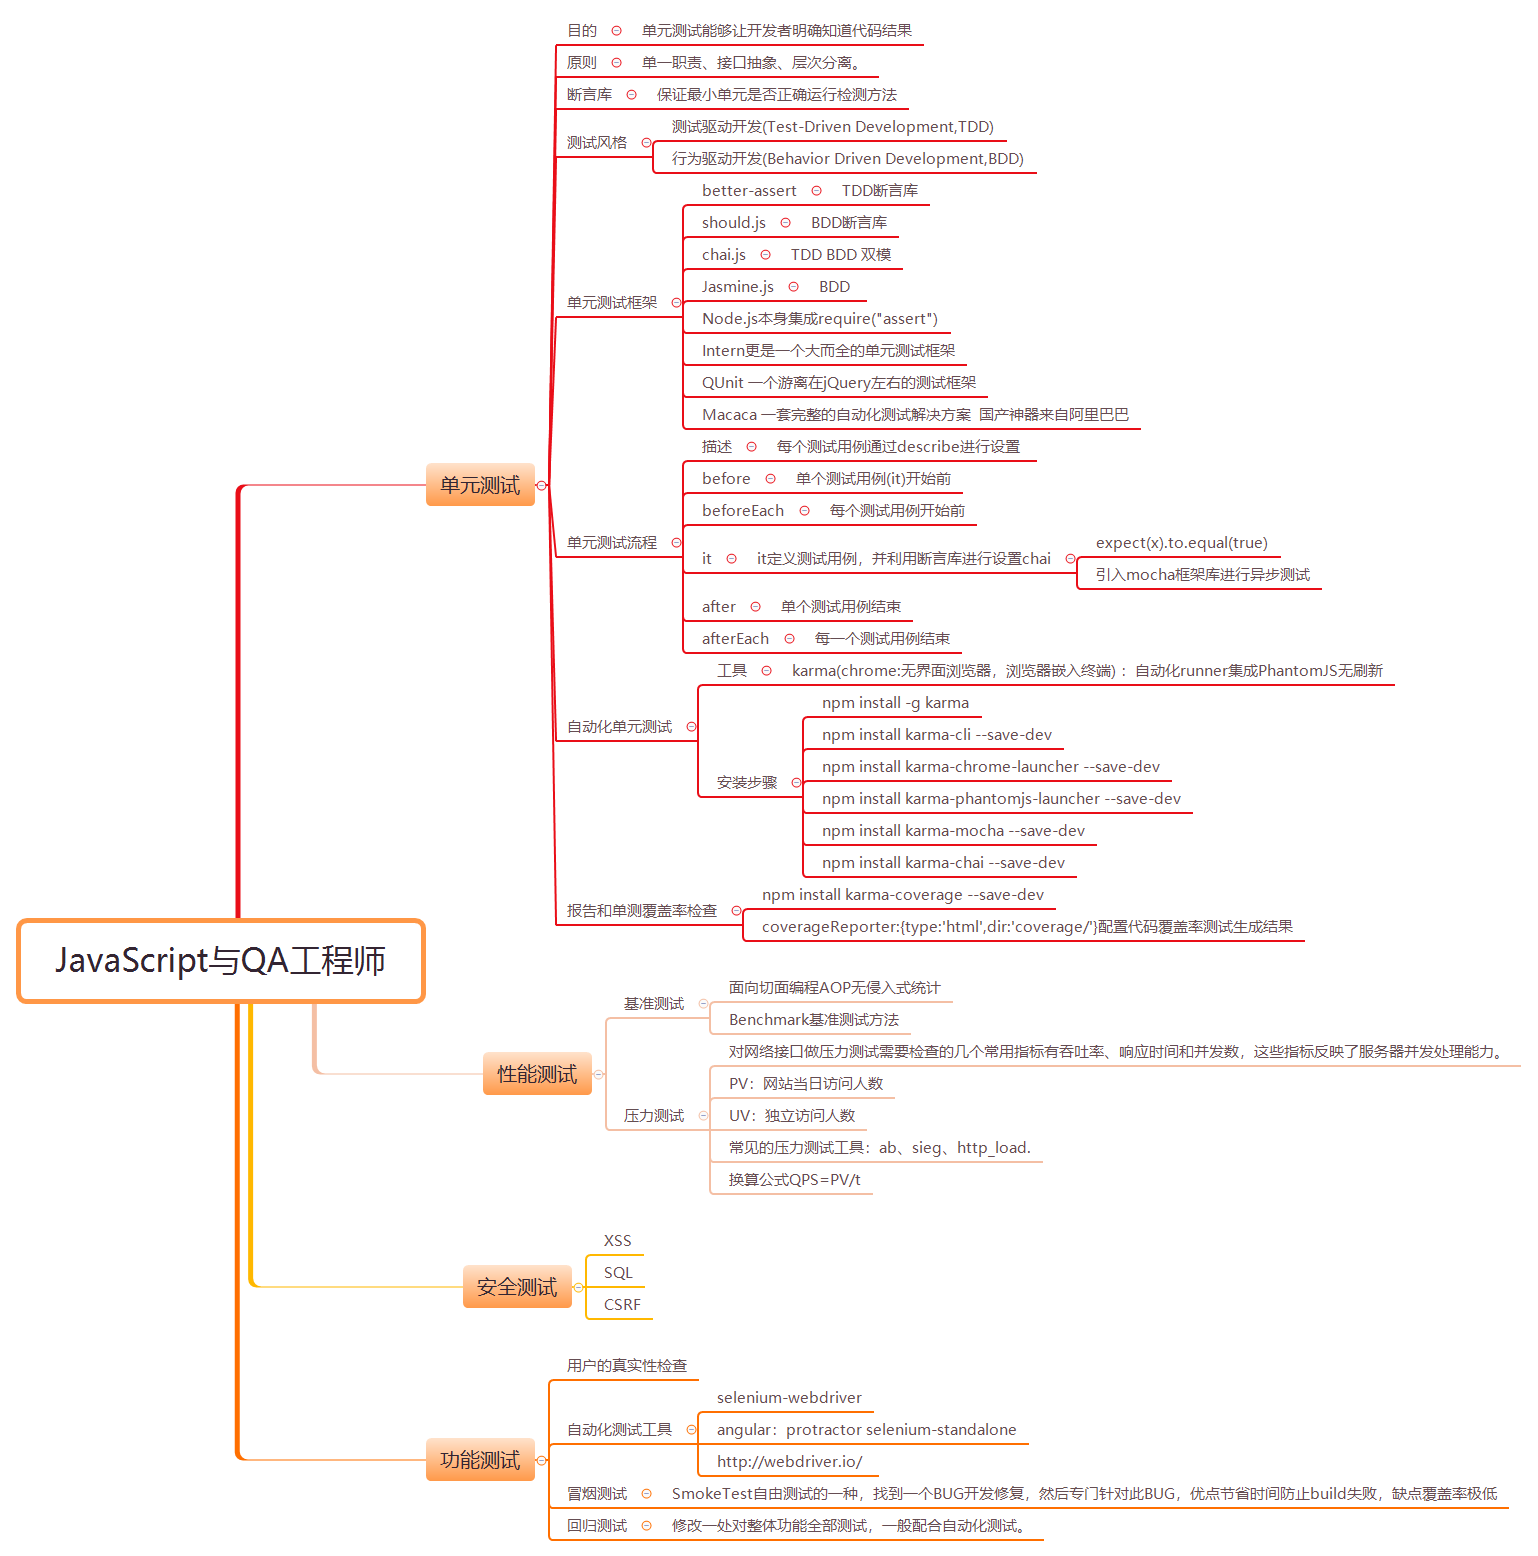 JavaScript与QA工程师
单元测试
目的
单元测试能够让开发者明确知道代码结果
原则
单一职责、接口抽象、层次分离。
断言库
保证最小单元是否正确运行检测方法
测试风格
测试驱动开发(Test-Driven Development,TDD)
行为驱动开发(Behavior Driven Development,BDD)
单元测试框架
better-assert
TDD断言库
should.js
BDD断言库
chai.js
TDD BDD 双模
Jasmine.js
BDD
Node.js本身集成require("assert")
Intern更是一个大而全的单元测试框架
QUnit 一个游离在jQuery左右的测试框架
Macaca 一套完整的自动化测试解决方案 国产神器来自阿里巴巴
单元测试流程
描述
每个测试用例通过describe进行设置
before
单个测试用例(it)开始前
beforeEach
每个测试用例开始前
it
it定义测试用例，并利用断言库进行设置chai
expect(x).to.equal(true)
引入mocha框架库进行异步测试
after
单个测试用例结束
afterEach
每一个测试用例结束
自动化单元测试
工具
karma(chrome:无界面浏览器，浏览器嵌入终端)：自动化runner集成PhantomJS无刷新
安装步骤
npm install -g karma
npm install karma-cli --save-dev
npm install karma-chrome-launcher --save-dev
npm install karma-phantomjs-launcher --save-dev
npm install karma-mocha --save-dev
npm install karma-chai --save-dev
报告和单测覆盖率检查
npm install karma-coverage --save-dev
coverageReporter:{type:'html',dir:'coverage/'}配置代码覆盖率测试生成结果
性能测试
基准测试
面向切面编程AOP无侵入式统计
Benchmark基准测试方法
压力测试
对网络接口做压力测试需要检查的几个常用指标有吞吐率、响应时间和并发数，这些指标反映了服务器并发处理能力。
PV：网站当日访问人数
UV：独立访问人数
常见的压力测试工具：ab、sieg、http_load.
换算公式QPS=PV/t
安全测试
XSS
SQL
CSRF
功能测试
用户的真实性检查
自动化测试工具
selenium-webdriver
angular：protractor selenium-standalone
http://webdriver.io/
冒烟测试
SmokeTest自由测试的一种，找到一个BUG开发修复，然后专门针对此BUG，优点节省时间防止build失败，缺点覆盖率极低
回归测试
修改一处对整体功能全部测试，一般配合自动化测试。